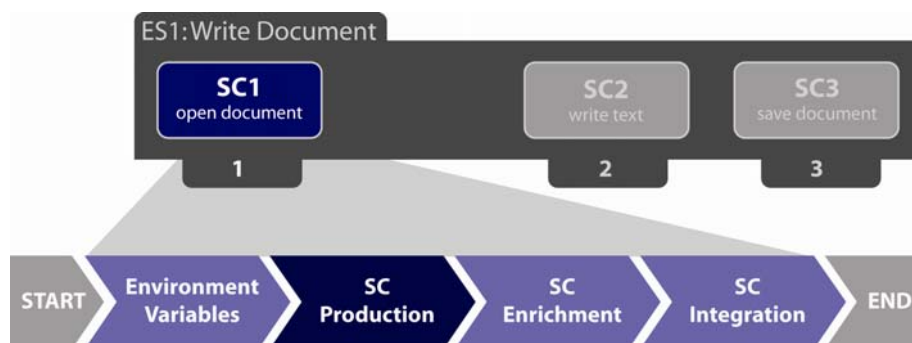 ES1: Write Document
SC1
open document
SC2
write text
SC3
save document
1
2
3
START
Environment
Variables
SC
Production
SC
Enrichment
SC
Integration
END